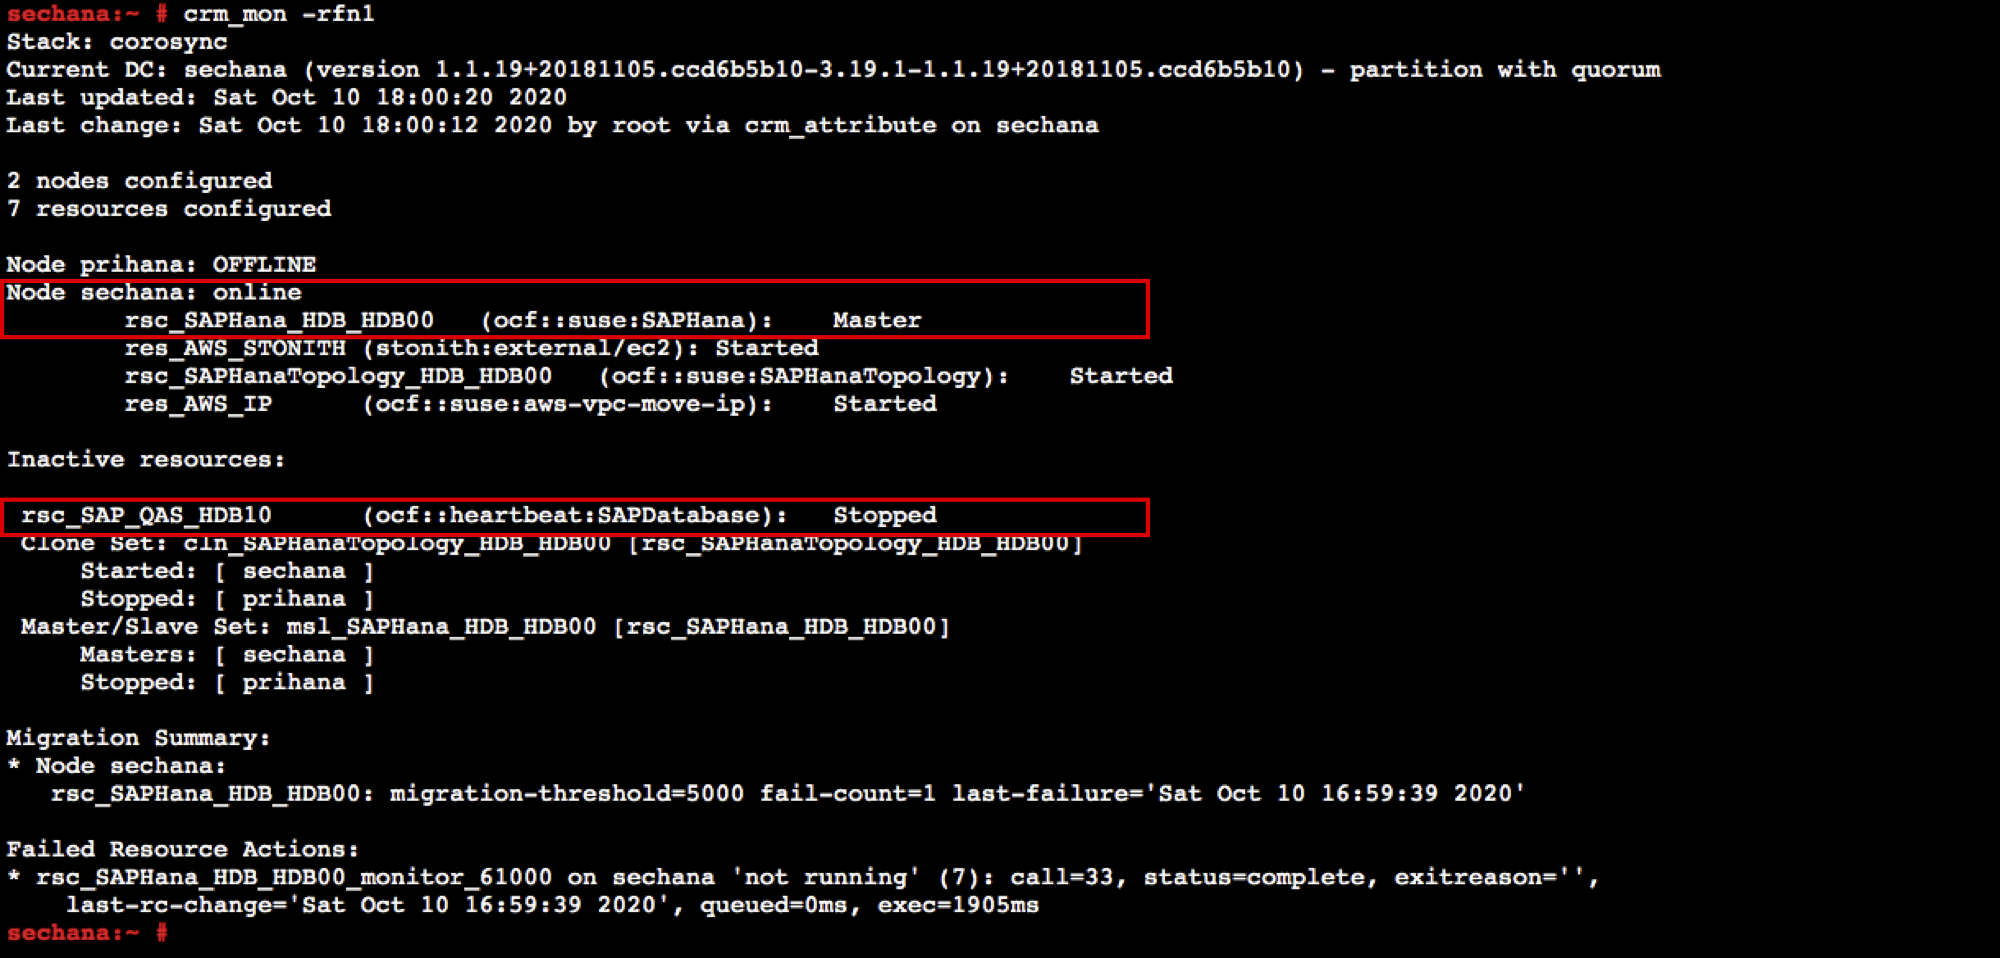 sechana:~ # crm_mon -rfn1
Stack: corosync
Current DC: sechana (version 1.1.19+20181105.ccd6b5b10-3.19.1-1.1.19+20181105.ccd6b5b10) - partition with quorum
Last updated: Sat Oct 10 18:00:20 2020
Last change: Sat Oct 10 18:00:12 2020 by root via crm_attribute on sechana
2 nodes configured
7 resources configured
Node prihana: OFFLINE
Node sechana: online
rsc_SAPHana_HDB_HDB00 (ocf::suse:SAPHana): Master
res_AWS_STONITH (stonith:external/ec2): Started
rsc_SAPHanaTopology_HDB_HDB00 (ocf::suse:SAPHanaTopology): Started
res_AWS_IP (ocf::suse:aws-vpc-move-ip): Started
Inactive resources:
rsc_SAP_QAS_HDB10 (ocf::heartbeat:SAPDatabase): Stopped
Clone Set: cln_SAPHanaTopology_HDB_HDB00 [rsc_SAPHanaTopology_HDB_HDB00]
Started: [ sechana ]
Stopped: [ prihana ]
Master/Slave Set: msl_SAPHana_HDB_HDB00 [rsc_SAPHana_HDB_HDB00]
Masters: [ sechana ]
Stopped: [ prihana ]
Migration Summary:
* Node sechana:
rsc_SAPHana_HDB_HDB00: migration-threshold=5000 fail-count=1 last-failure='Sat Oct 10 16:59:39 2020'
Failed Resource Actions:
* rsc_SAPHana_HDB_HDB00_monitor_61000 on sechana 'not running' (7): call=33, status=complete, exitreason='',
last-rc-change='Sat Oct 10 16:59:39 2020', queued=0ms, exec=1905ms
sechana:~ #